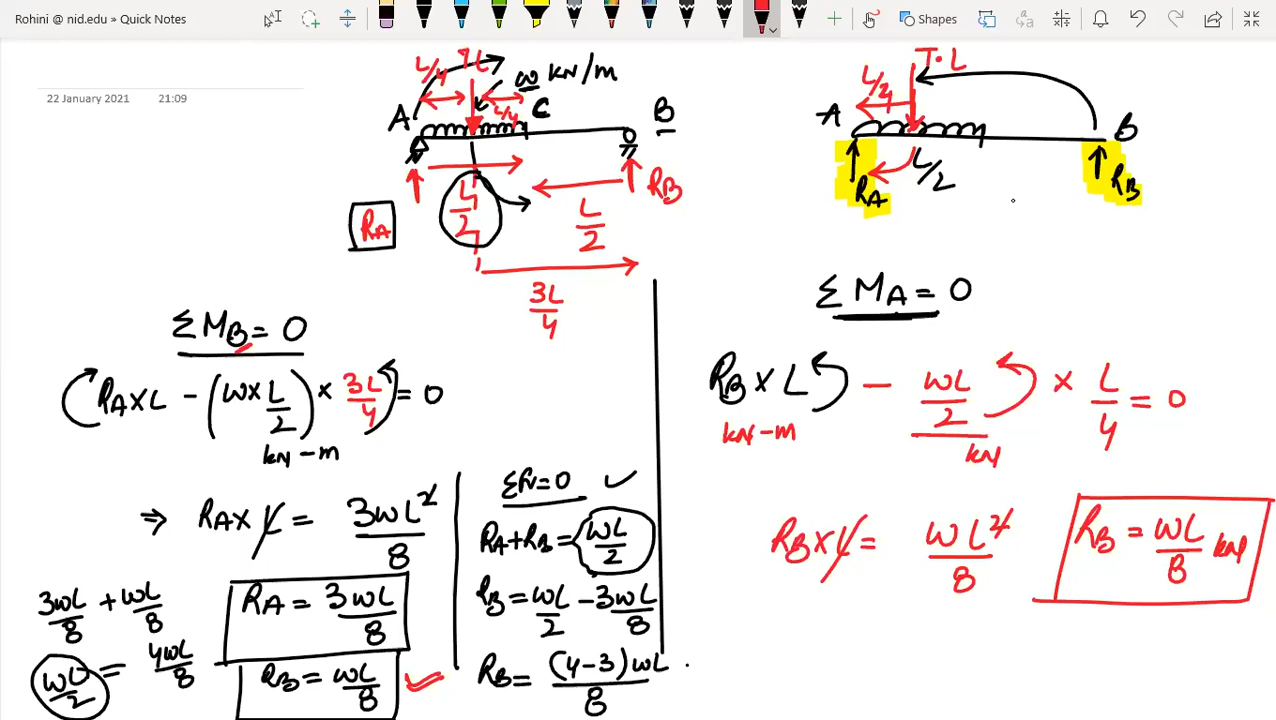 Rohini @ nid.edu » Quick Notes
Shapes
22 January 2021 21:09
L/4
T.L
w kN/m
L/4
A
C
B
RA
L/2
L/2
RB
3L/4
L/4
T.L
A
B
L/2
RA
RB
ΣMB = 0
RA×L − (w×L/2) × 3L/4 = 0
kN-m
⇒ RA×L = 3wL²/8
RA = 3wL/8
RB = wL/8
3wL/8 + wL/8
wL/2 = 4wL/8
Σfv=0 ✓
RA+RB = wL/2
RB = wL/2 − 3wL/8
RB = (4−3)wL/8
ΣMA = 0
RB×L − wL/2 × L/4 = 0
kN-m
kN
RB×L = wL²/8
RB = wL/8 kN